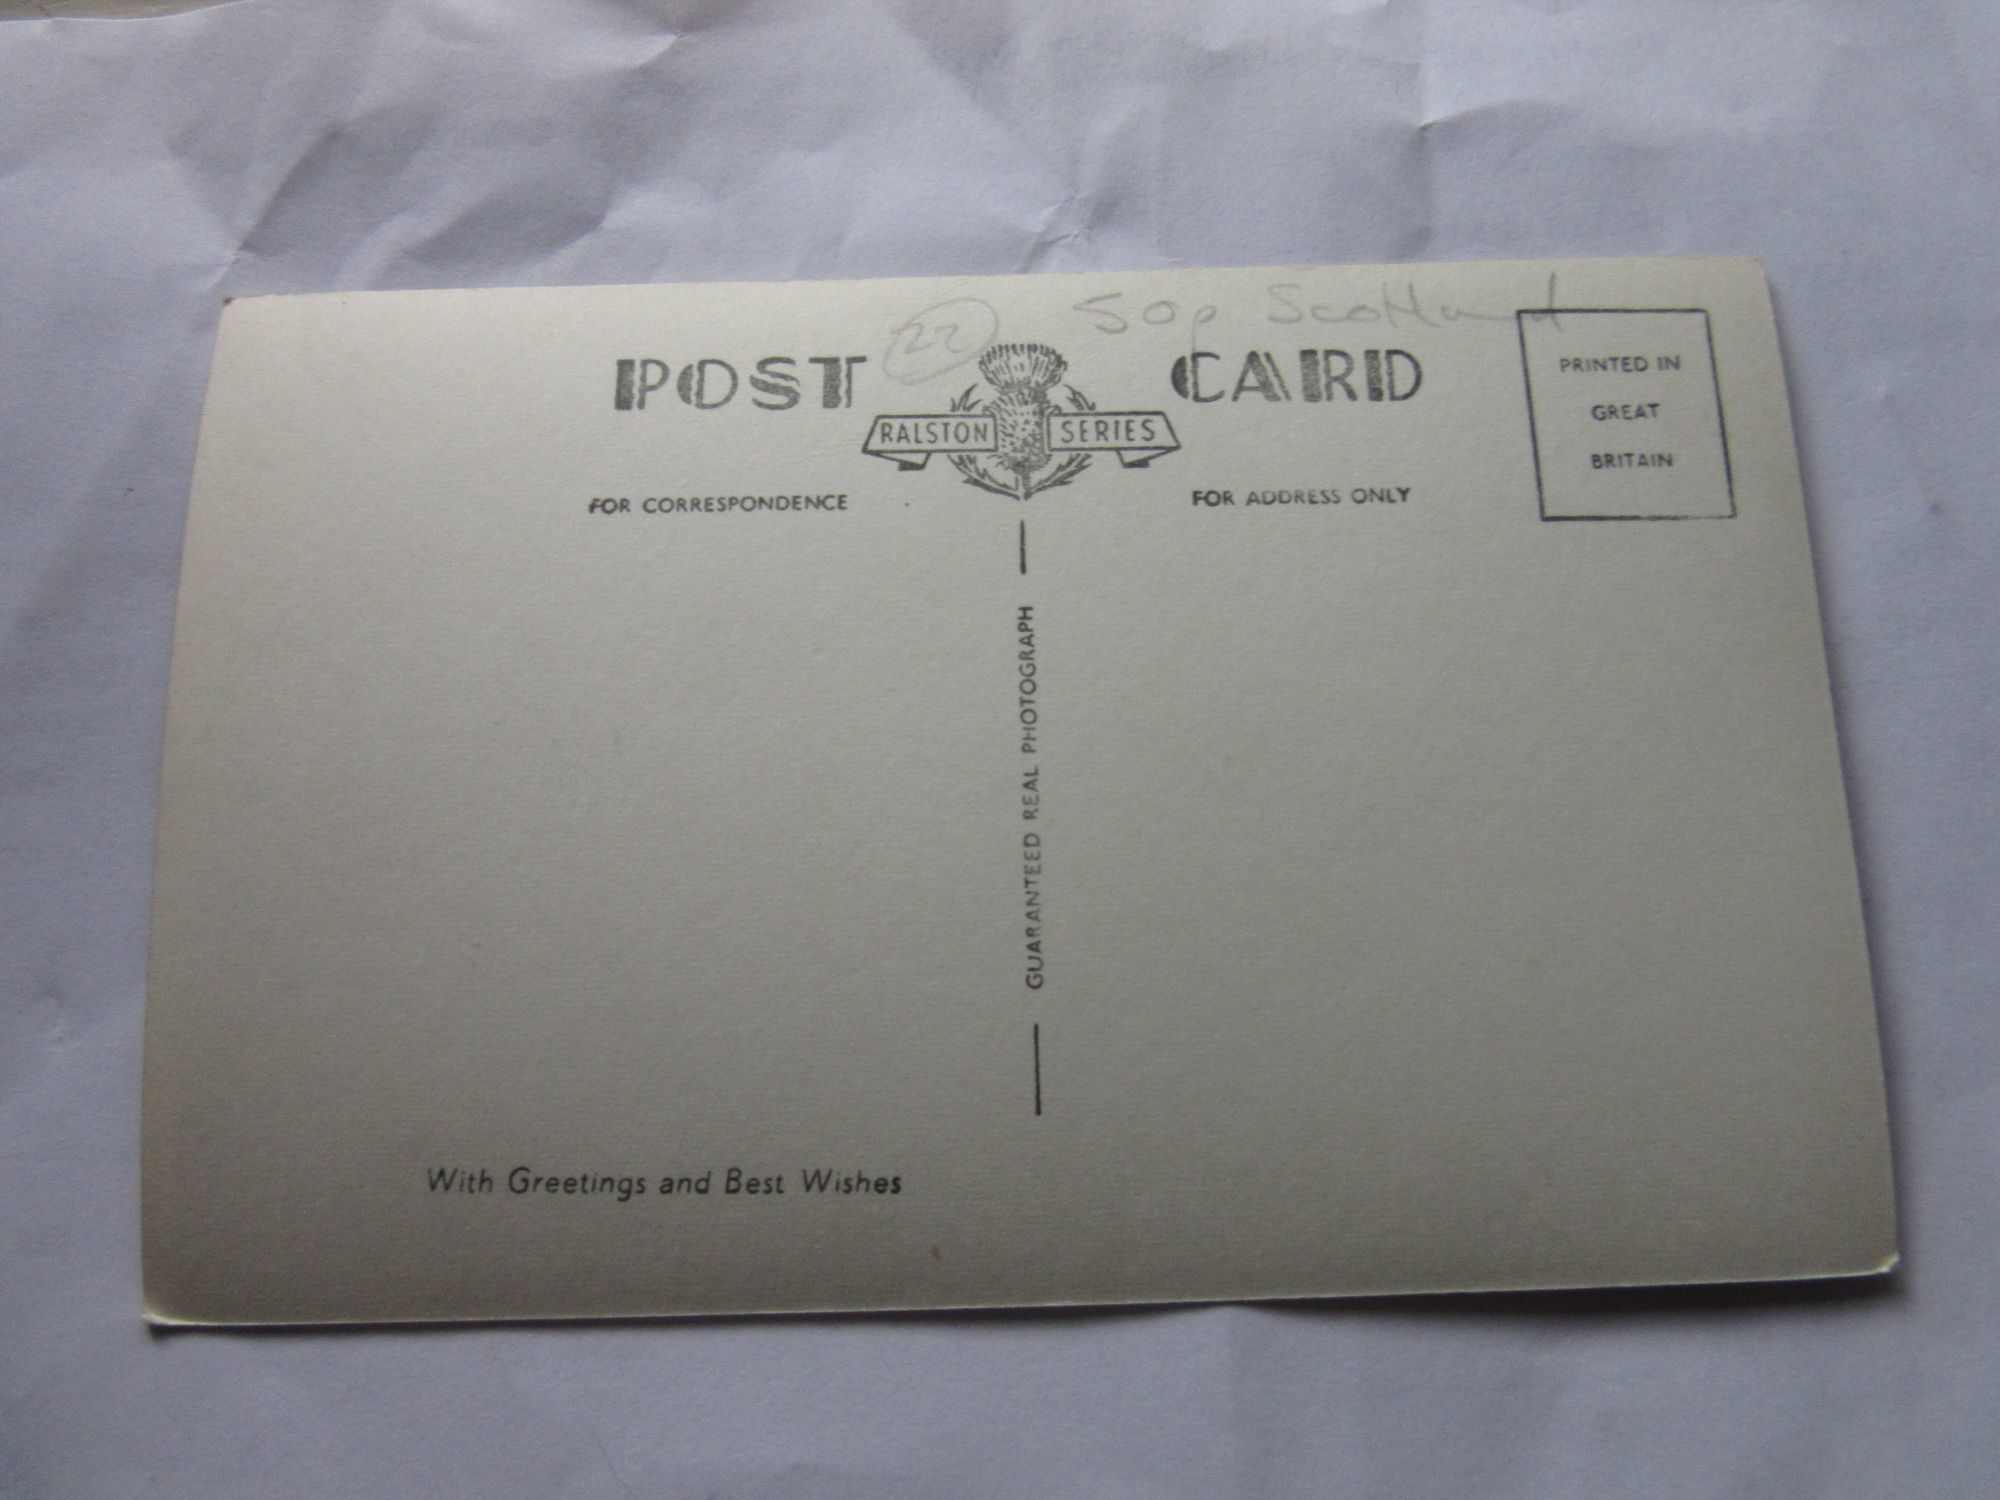 50p Scotland
22
POST CARD
RALSTON SERIES
PRINTED IN
GREAT
BRITAIN
FOR CORRESPONDENCE
FOR ADDRESS ONLY
GUARANTEED REAL PHOTOGRAPH
With Greetings and Best Wishes